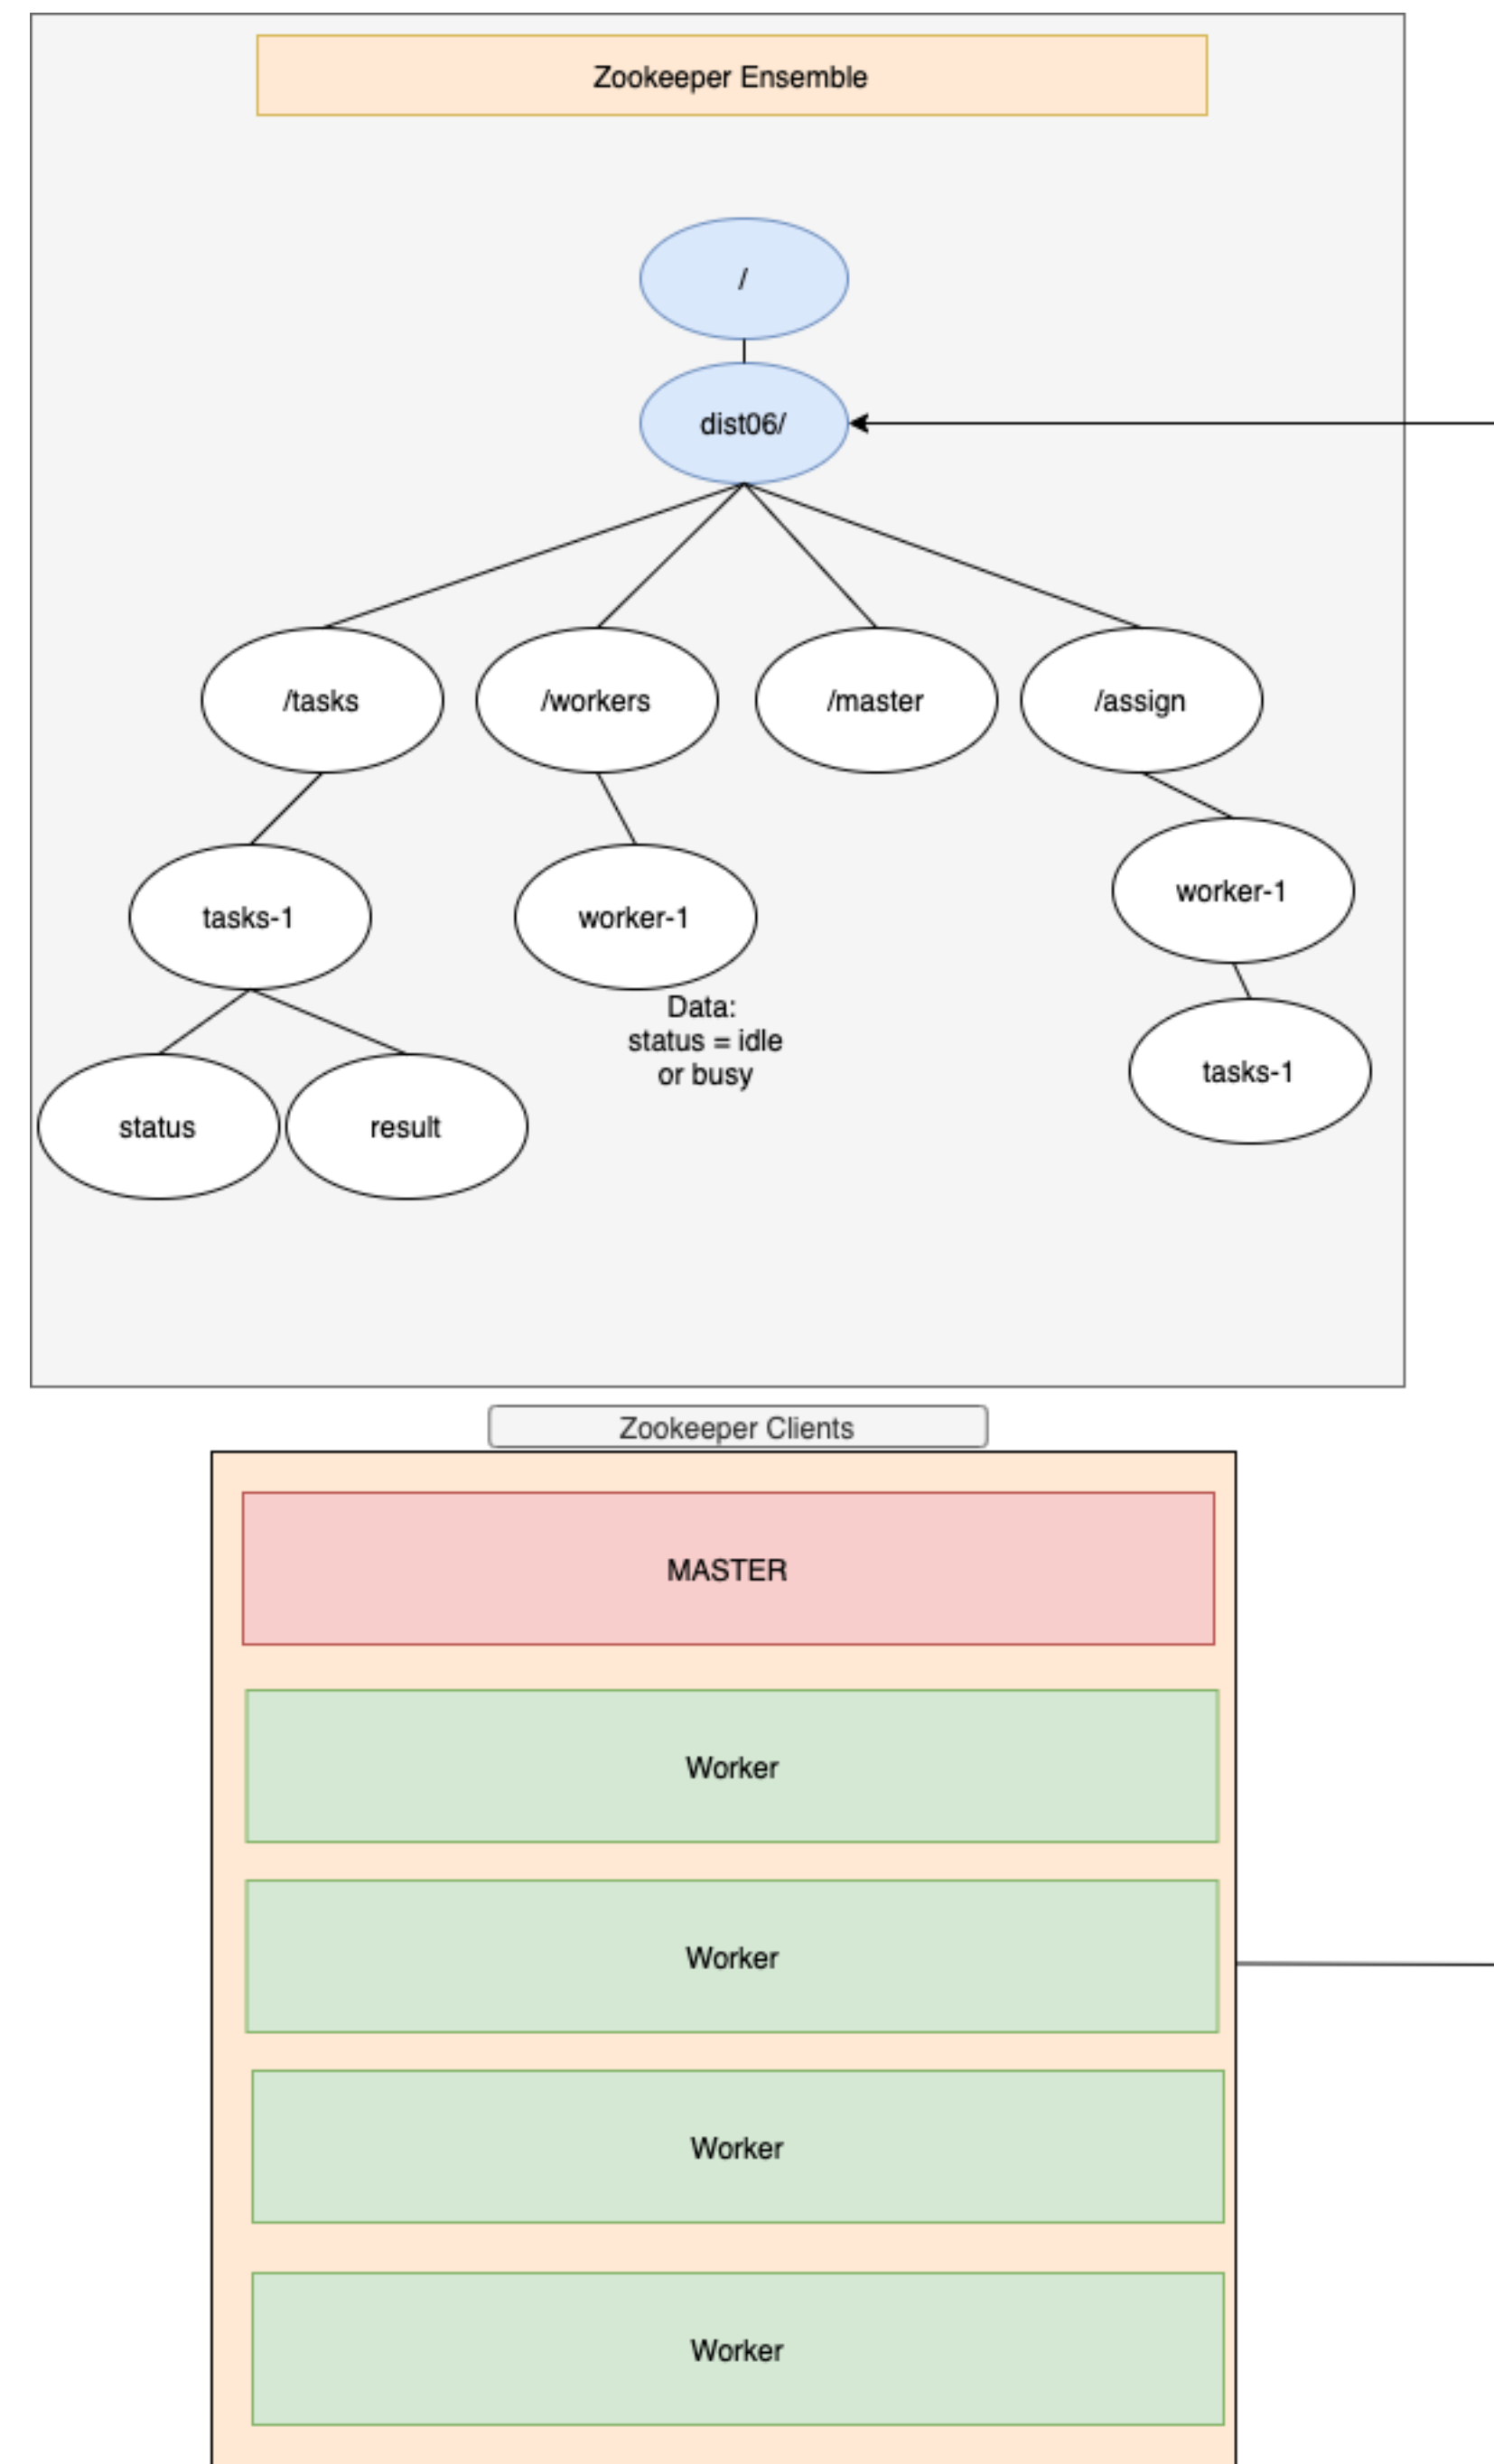 Zookeeper Ensemble
/
dist06/
/tasks
/workers
/master
/assign
tasks-1
worker-1
worker-1
Data:
status = idle
or busy
tasks-1
status
result
Zookeeper Clients
MASTER
Worker
Worker
Worker
Worker